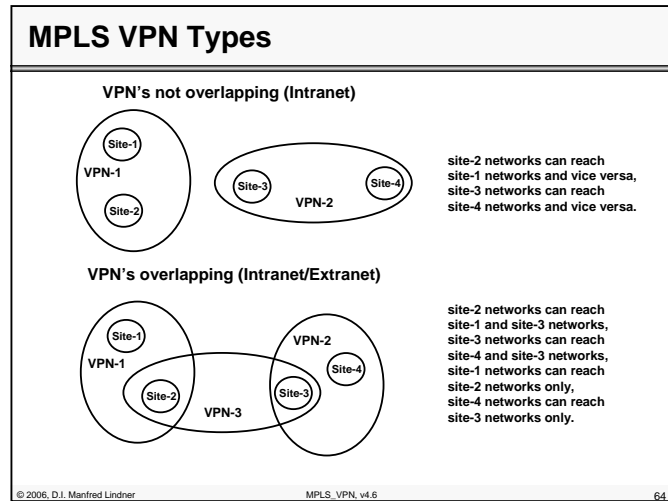 MPLS VPN Types
VPN's not overlapping (Intranet)
Site-1
VPN-1
Site-2
Site-3
Site-4
VPN-2
site-2 networks can reach
site-1 networks and vice versa,
site-3 networks can reach
site-4 networks and vice versa.
VPN's overlapping (Intranet/Extranet)
Site-1
VPN-1
Site-2
VPN-3
VPN-2
Site-4
Site-3
site-2 networks can reach
site-1 and site-3 networks,
site-3 networks can reach
site-4 and site-3 networks,
site-1 networks can reach
site-2 networks only,
site-4 networks can reach
site-3 networks only.
© 2006, D.I. Manfred Lindner
MPLS_VPN, v4.6
64